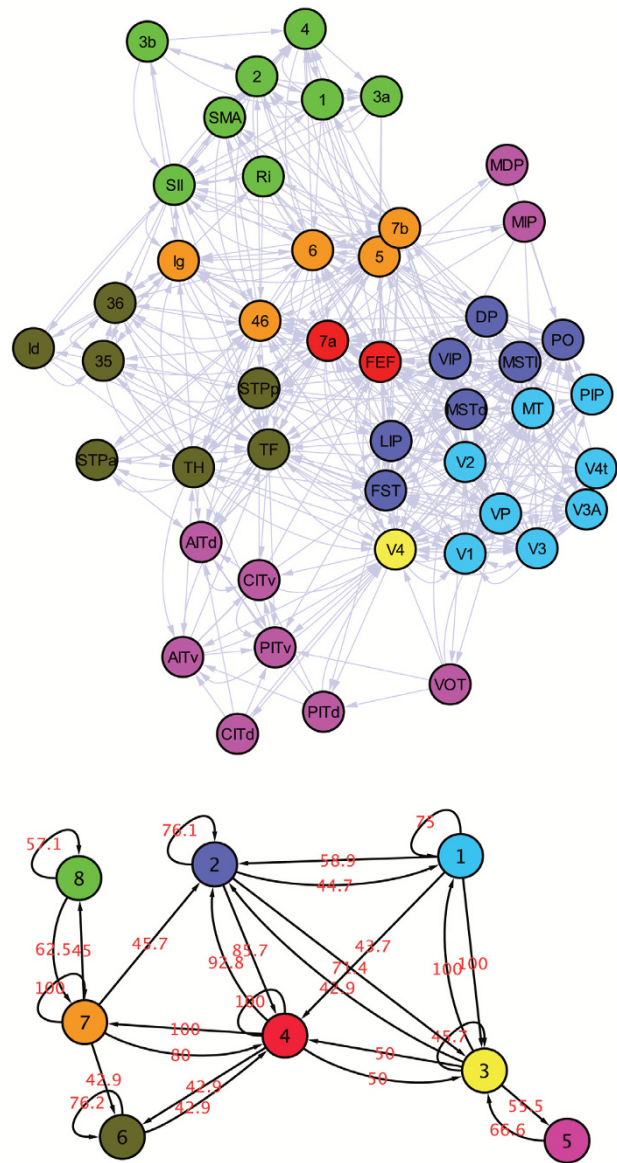 3b
4
2
1
3a
SMA
SII
Ri
MDP
MIP
7b
6
5
Ig
36
46
DP
Id
35
7a
FEF
VIP
MSTl
PO
STPp
MSTd
MT
PIP
LIP
STPa
TH
TF
V2
V4t
FST
VP
V3A
AITd
V4
V1
V3
CITv
AITv
PITv
VOT
PITd
CITd
57.1
76.1
75
8
2
58.9
1
44.7
62.5
45
45.7
85.7
43.7
92.8
71.4
100
100
100
42.9
7
100
100
4
45.7
80
50
3
42.9
42.9
50
76.2
42.9
55.5
6
66.6
5